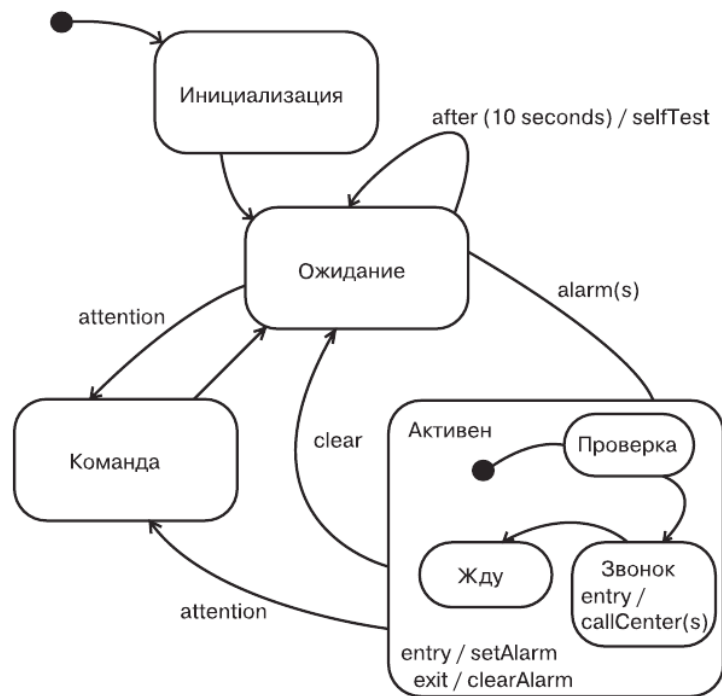 Инициализация
after (10 seconds) / selfTest
Ожидание
alarm(s)
attention
Команда
clear
Активен
Проверка
Жду
Звонок
entry /
callCenter(s)
attention
entry / setAlarm
exit / clearAlarm